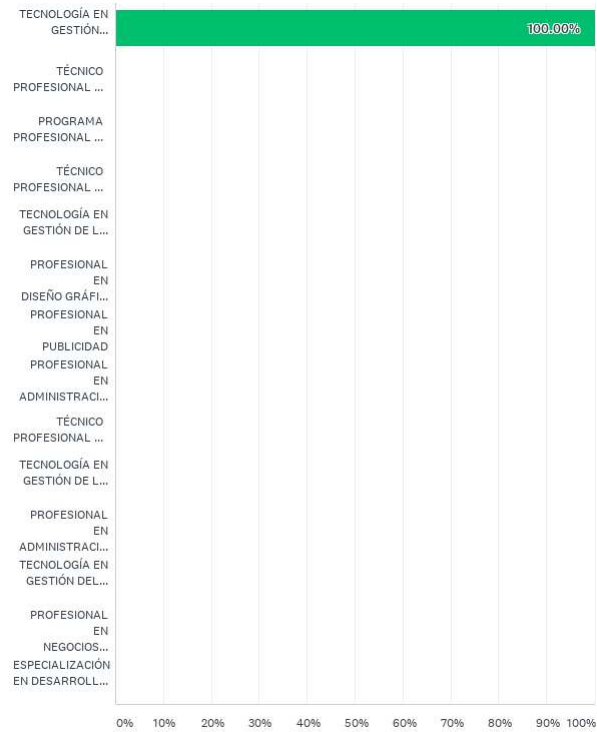 TECNOLOGÍA EN
GESTIÓN...
100.00%
TÉCNICO
PROFESIONAL ...
PROGRAMA
PROFESIONAL ...
TÉCNICO
PROFESIONAL ...
TECNOLOGÍA EN
GESTIÓN DE L...
PROFESIONAL
EN
DISEÑO GRÁFI...
PROFESIONAL
EN
PUBLICIDAD
PROFESIONAL
EN
ADMINISTRACI...
TÉCNICO
PROFESIONAL ...
TECNOLOGÍA EN
GESTIÓN DE L...
PROFESIONAL
EN
ADMINISTRACI...
TECNOLOGÍA EN
GESTIÓN DEL...
PROFESIONAL
EN
NEGOCIOS...
ESPECIALIZACIÓN
EN DESARROLL...
0% 10% 20% 30% 40% 50% 60% 70% 80% 90% 100%